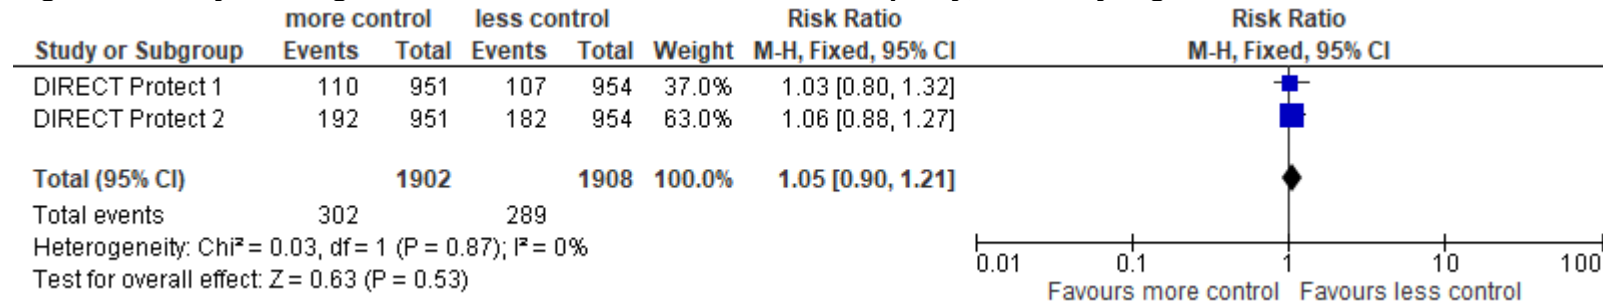 more control less control Risk Ratio Risk Ratio
Study or Subgroup Events Total Events Total Weight M-H, Fixed, 95% CI M-H, Fixed, 95% CI
DIRECT Protect 1 110 951 107 954 37.0% 1.03 [0.80, 1.32]
DIRECT Protect 2 192 951 182 954 63.0% 1.06 [0.88, 1.27]
Total (95% CI) 1902 1908 100.0% 1.05 [0.90, 1.21]
Total events 302 289
Heterogeneity: Chi² = 0.03, df = 1 (P = 0.87); I² = 0%
Test for overall effect: Z = 0.63 (P = 0.53)
0.01 0.1 1 10 100
Favours more control Favours less control